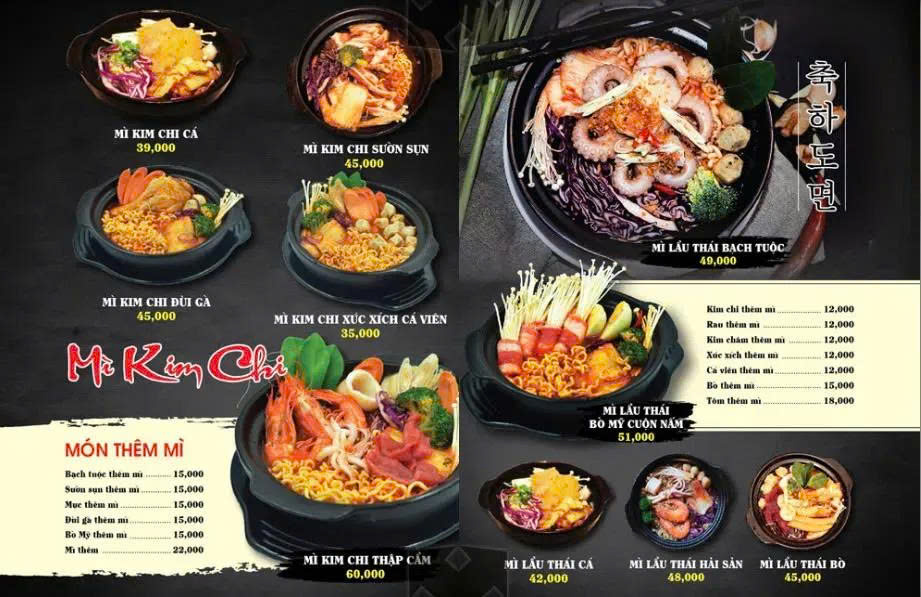 MÌ KIM CHI CÁ
39,000
MÌ KIM CHI SƯỜN SỤN
45,000
MÌ KIM CHI ĐÙI GÀ
45,000
MÌ KIM CHI XÚC XÍCH CÁ VIÊN
35,000
Mì Kim Chi
MÓN THÊM MÌ
Bạch tuộc thêm mì 15,000
Sườn sụn thêm mì 15,000
Mực thêm mì 15,000
Đùi gà thêm mì 15,000
Bò Mỹ thêm mì 15,000
Mì thêm 22,000
MÌ KIM CHI THẬP CẨM
60,000
축하도면
MÌ LẨU THÁI BẠCH TUỘC
49,000
Kim chi thêm mì 12,000
Rau thêm mì 12,000
Kim châm thêm mì 12,000
Xúc xích thêm mì 12,000
Cá viên thêm mì 12,000
Bò thêm mì 15,000
Tôm thêm mì 18,000
MÌ LẨU THÁI
BÒ MỸ CUỘN NẤM
51,000
MÌ LẨU THÁI CÁ
42,000
MÌ LẨU THÁI HẢI SẢN
48,000
MÌ LẨU THÁI BÒ
45,000